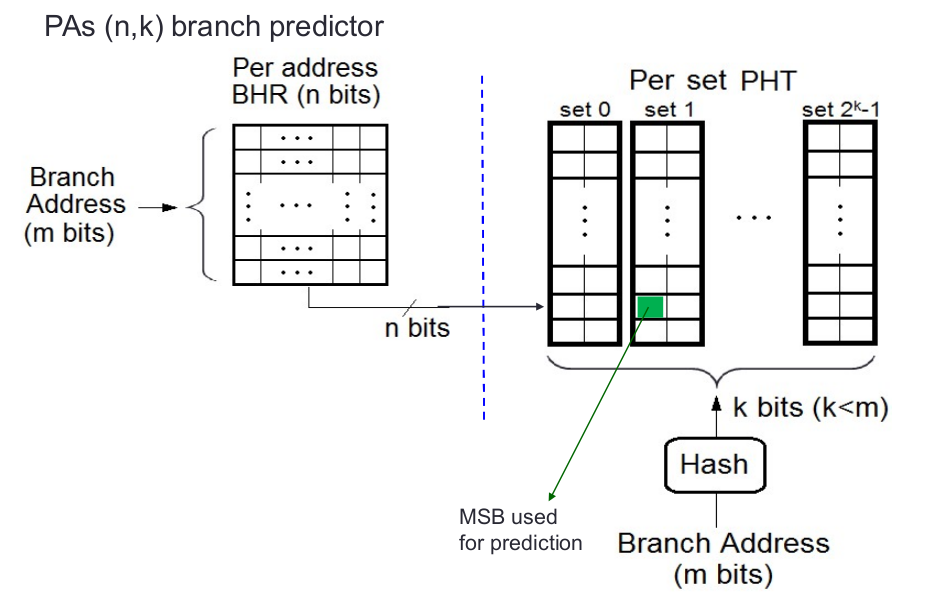 PAs (n,k) branch predictor
Per address
BHR (n bits)
Per set PHT
set 0
set 1
set 2ᵏ-1
Branch
Address
(m bits)
n bits
k bits (k<m)
Hash
MSB used
for prediction
Branch Address
(m bits)